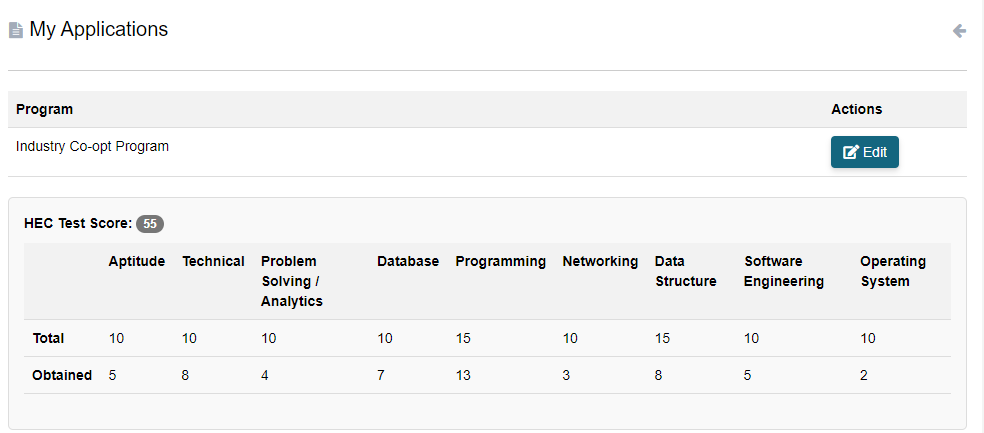 My Applications
Program Actions
Industry Co-opt Program Edit
HEC Test Score: 55
Aptitude Technical Problem Solving / Analytics Database Programming Networking Data Structure Software Engineering Operating System
Total 10 10 10 10 15 10 15 10 10
Obtained 5 8 4 7 13 3 8 5 2